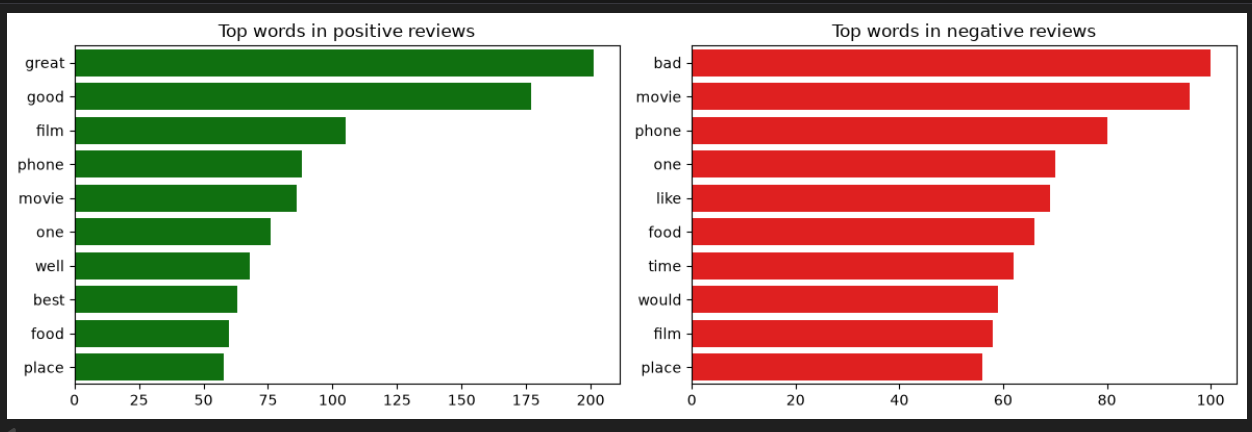 Top words in positive reviews
great
good
film
phone
movie
one
well
best
food
place
0 25 50 75 100 125 150 175 200
Top words in negative reviews
bad
movie
phone
one
like
food
time
would
film
place
0 20 40 60 80 100